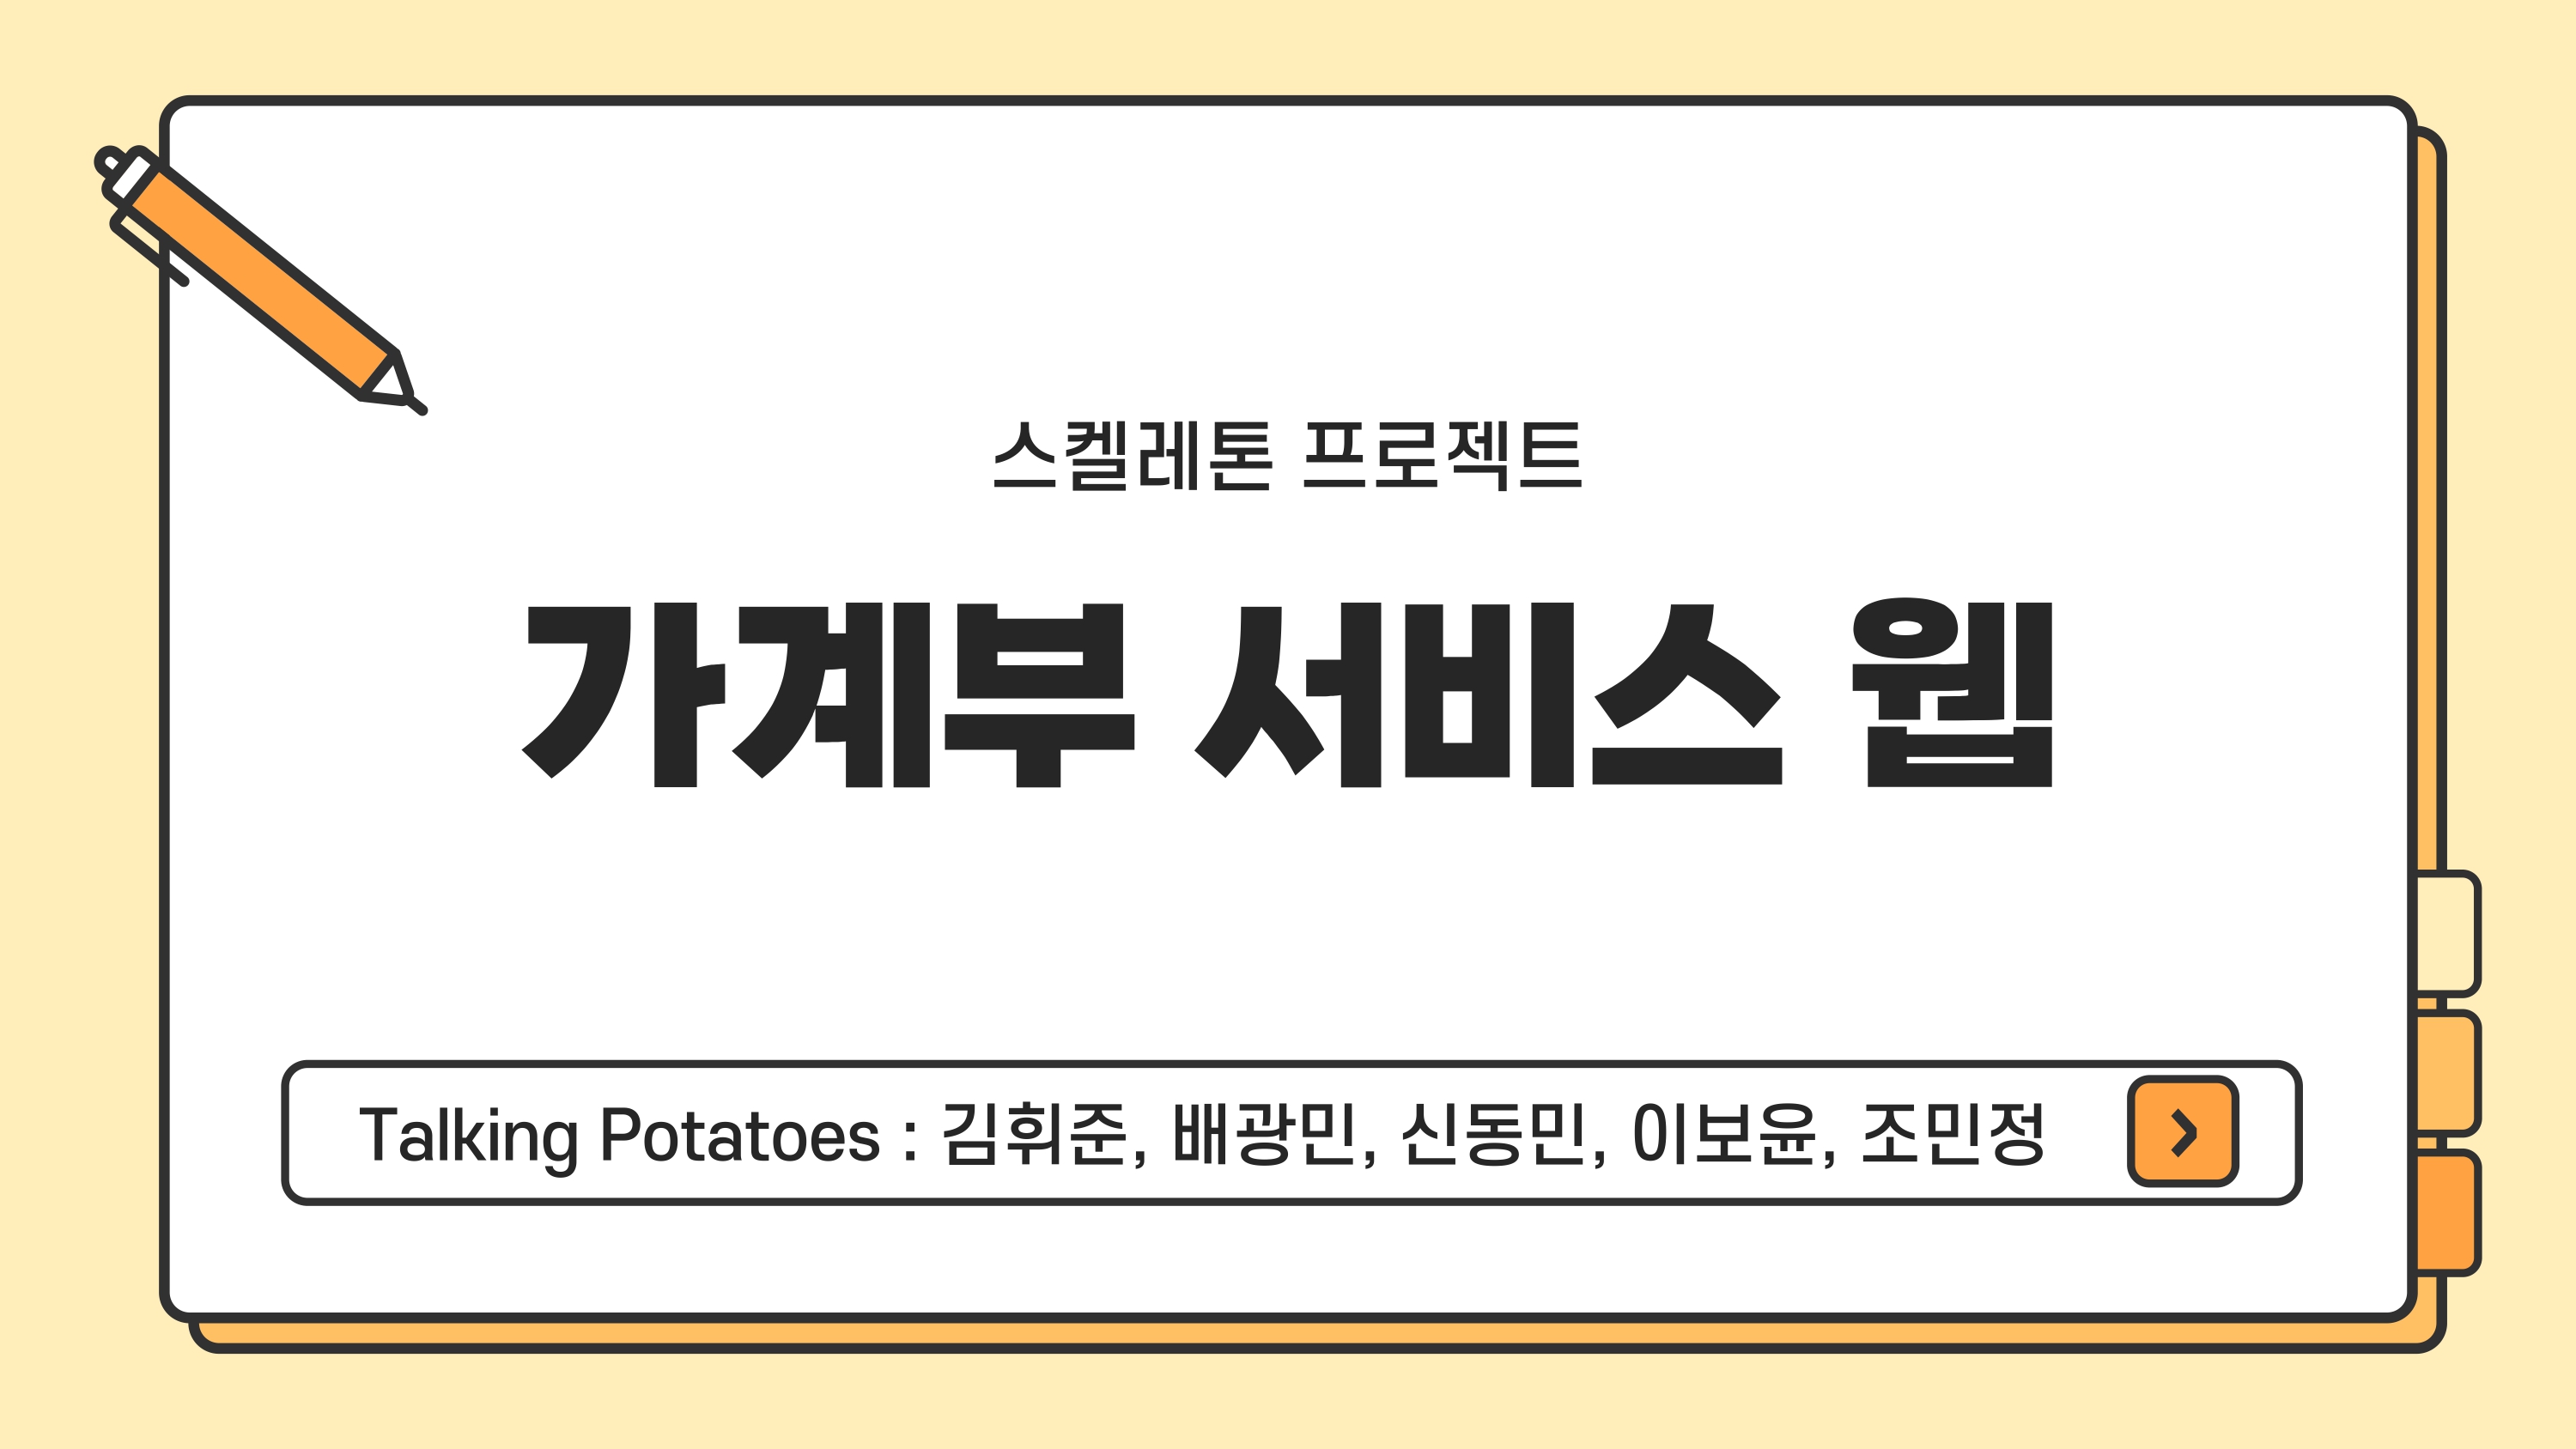 스켈레톤 프로젝트
가계부 서비스 웹
Talking Potatoes : 김휘준, 배광민, 신동민, 이보윤, 조민정